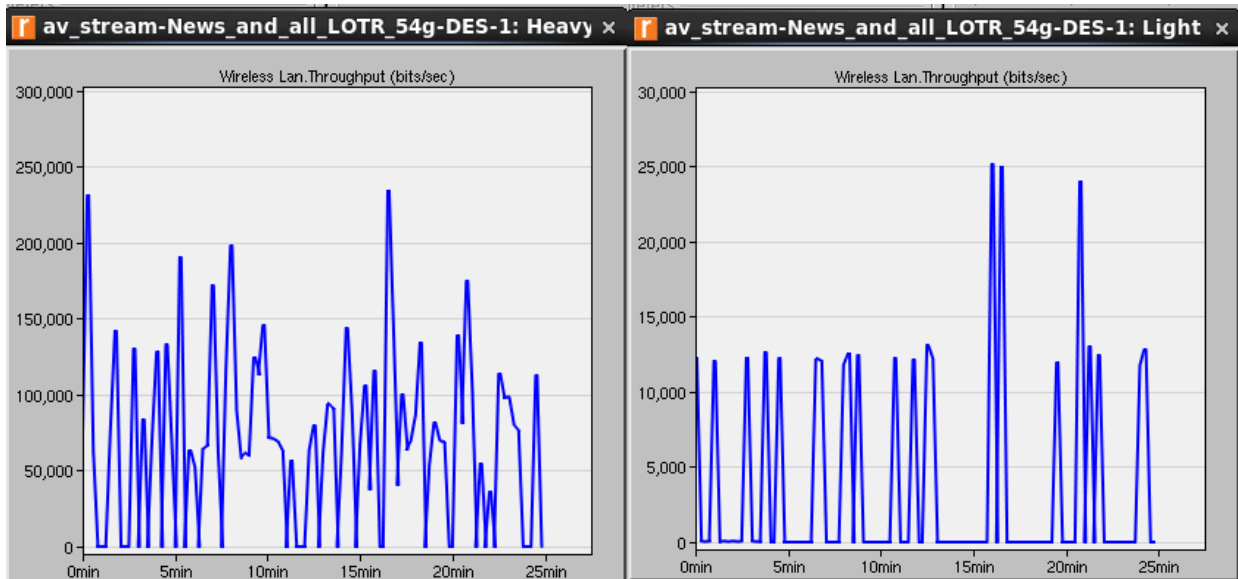 av_stream-News_and_all_LOTR_54g-DES-1: Heavy ×
Wireless Lan.Throughput (bits/sec)
300,000
250,000
200,000
150,000
100,000
50,000
0
0min 5min 10min 15min 20min 25min
av_stream-News_and_all_LOTR_54g-DES-1: Light ×
Wireless Lan.Throughput (bits/sec)
30,000
25,000
20,000
15,000
10,000
5,000
0
0min 5min 10min 15min 20min 25min